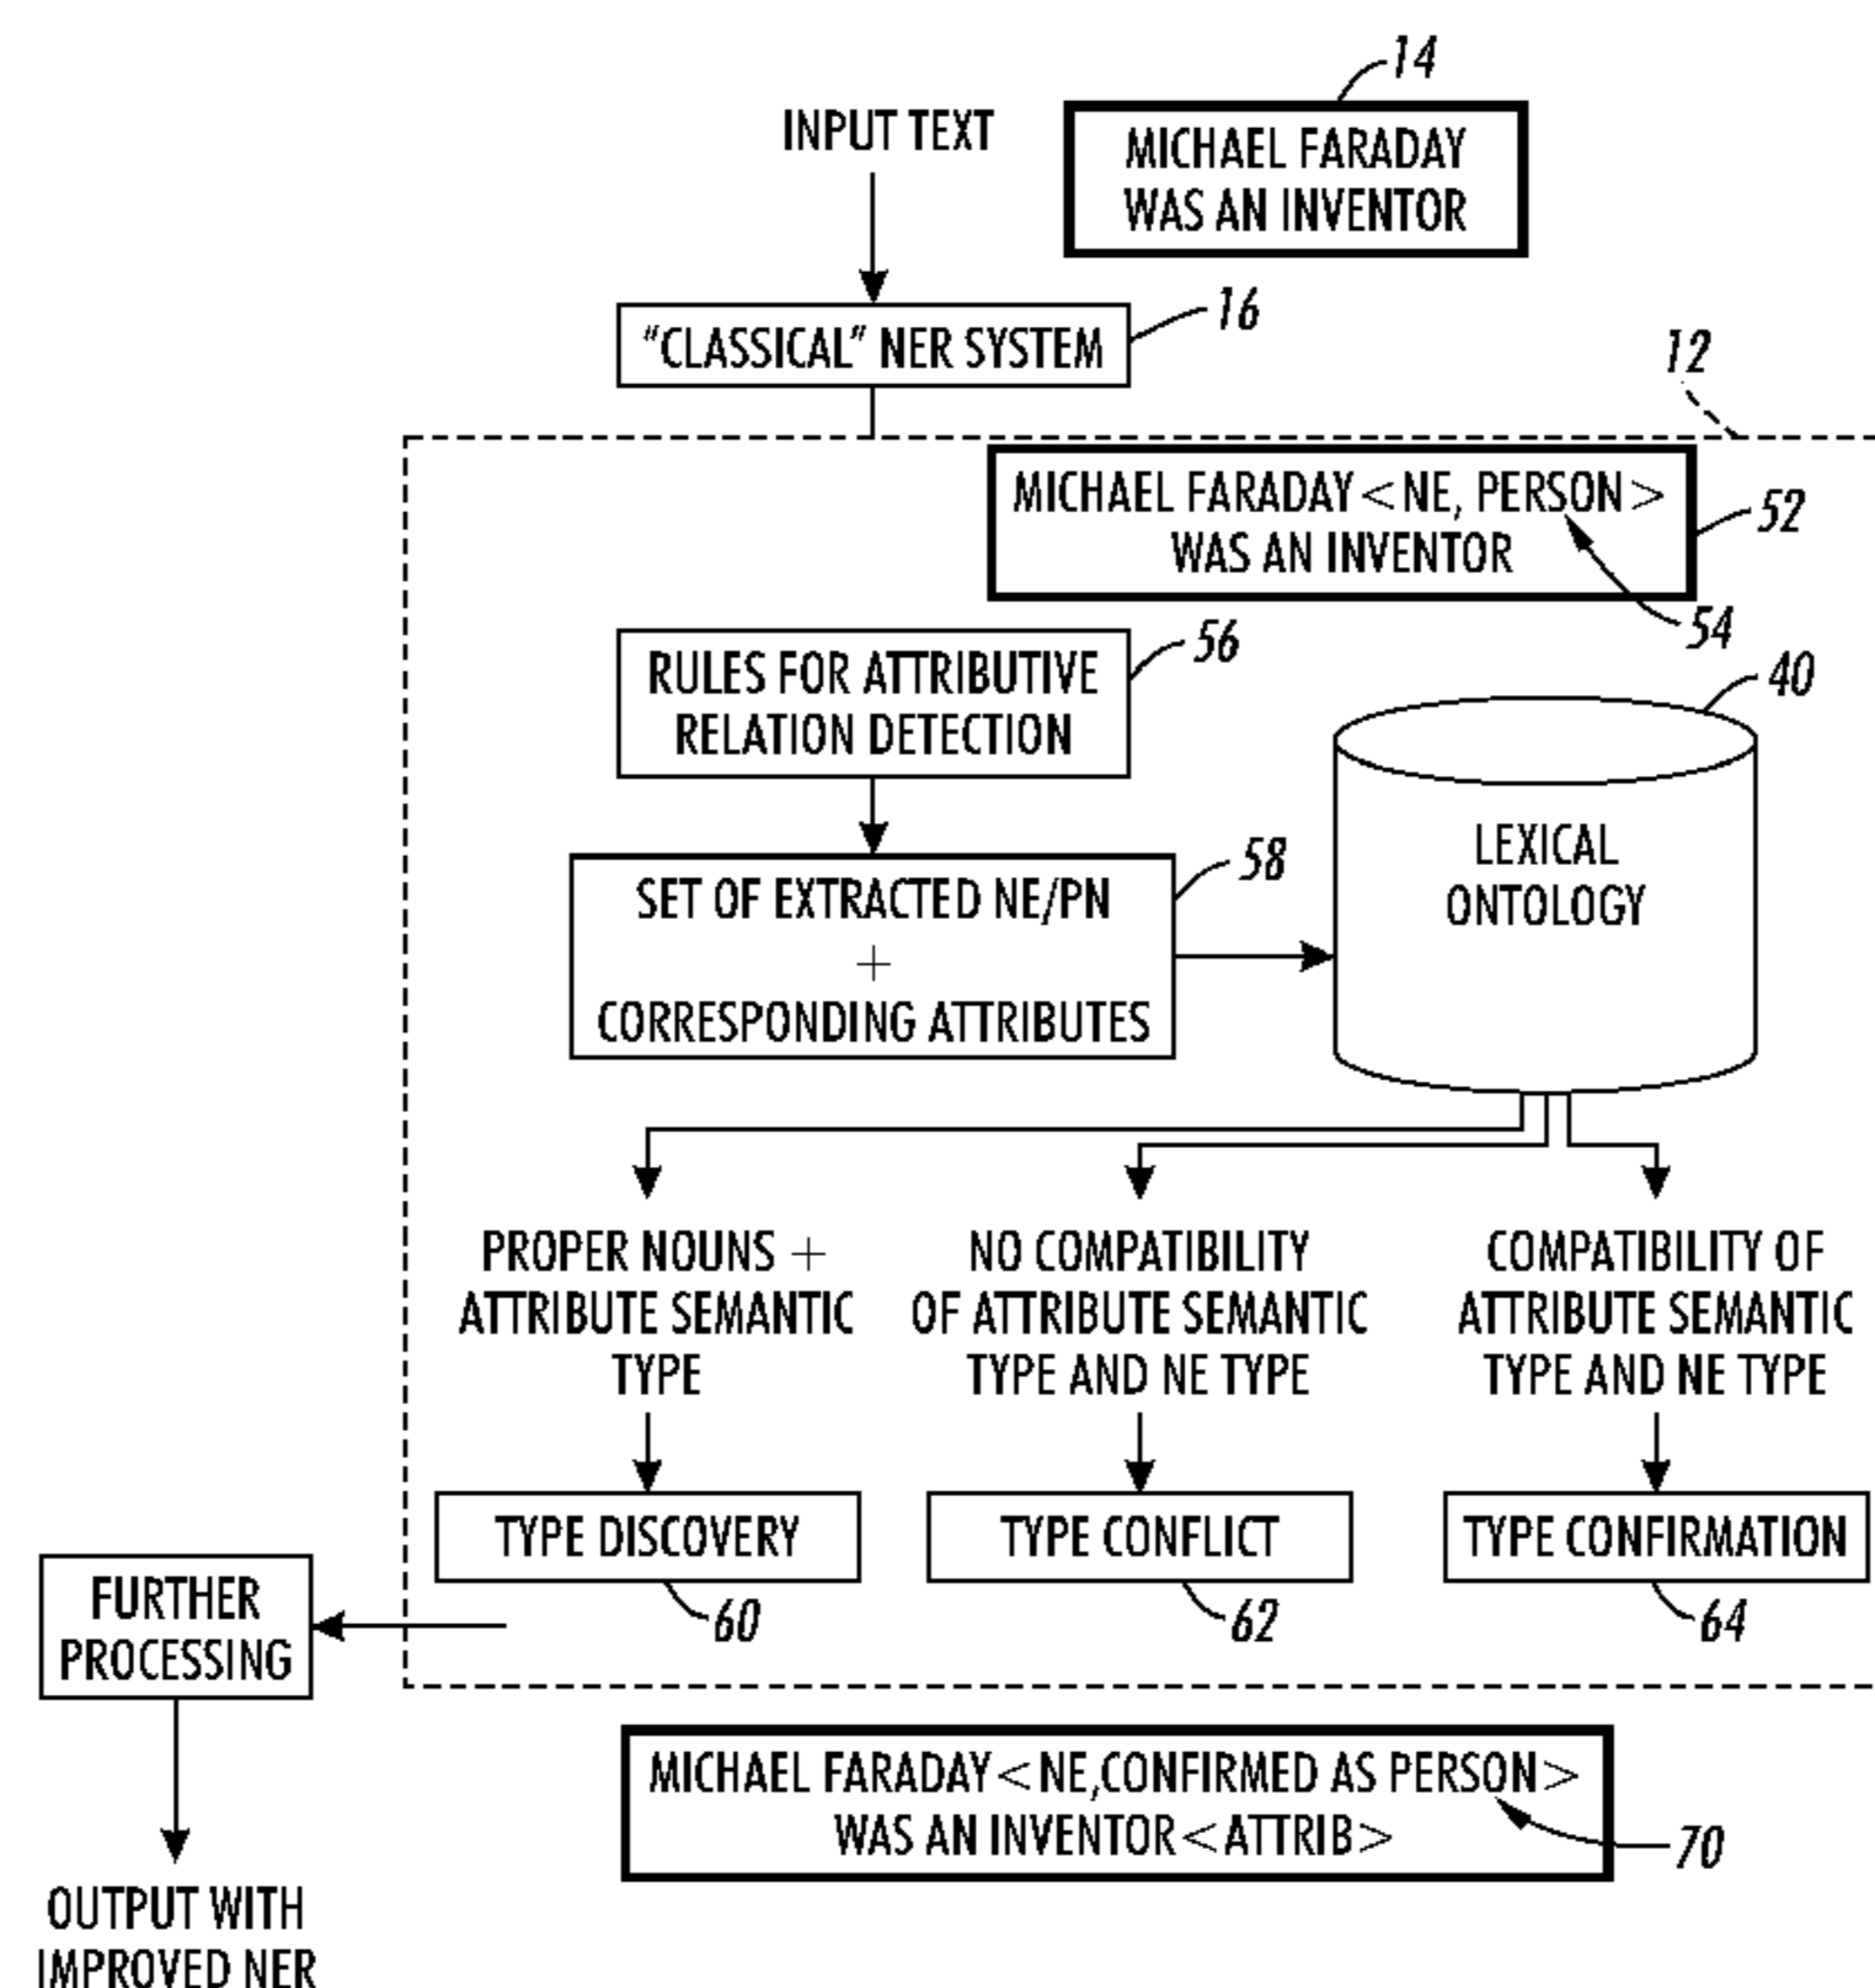 14
INPUT TEXT
MICHAEL FARADAY
WAS AN INVENTOR
16
"CLASSICAL" NER SYSTEM
12
MICHAEL FARADAY<NE, PERSON>
WAS AN INVENTOR
52
54
56
RULES FOR ATTRIBUTIVE
RELATION DETECTION
40
LEXICAL
ONTOLOGY
58
SET OF EXTRACTED NE/PN
+
CORRESPONDING ATTRIBUTES
PROPER NOUNS +
ATTRIBUTE SEMANTIC
TYPE
NO COMPATIBILITY
OF ATTRIBUTE SEMANTIC
TYPE AND NE TYPE
COMPATIBILITY OF
ATTRIBUTE SEMANTIC
TYPE AND NE TYPE
TYPE DISCOVERY
TYPE CONFLICT
TYPE CONFIRMATION
60
62
64
FURTHER
PROCESSING
MICHAEL FARADAY<NE,CONFIRMED AS PERSON>
WAS AN INVENTOR<ATTRIB>
70
OUTPUT WITH
IMPROVED NER